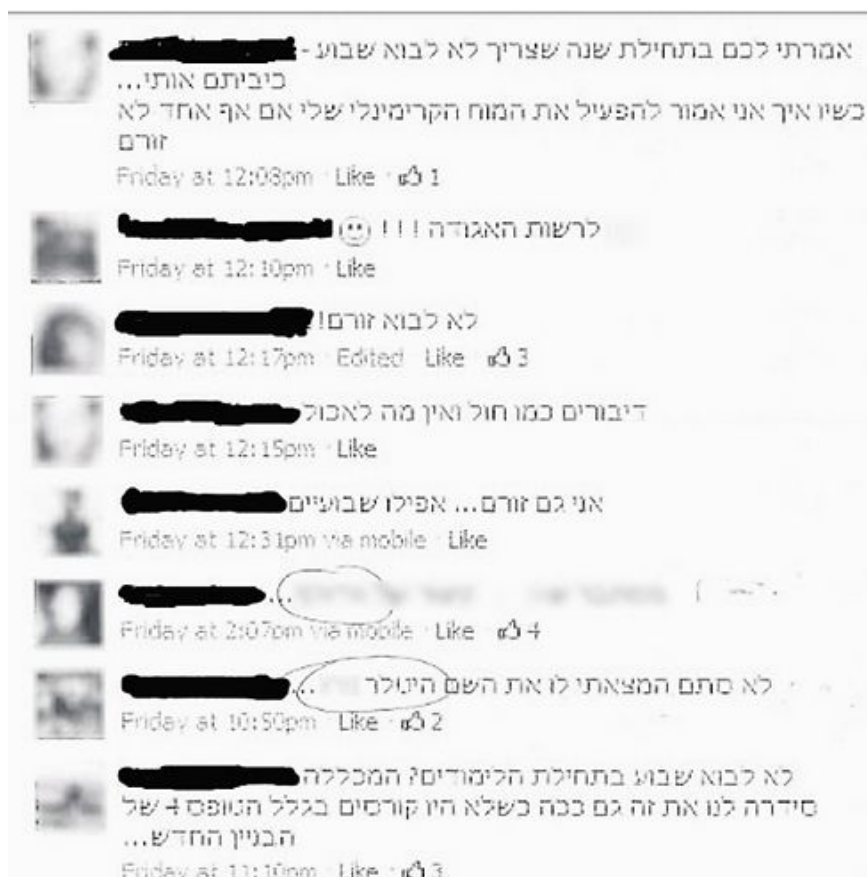 אמרתי לכם בתחילת שנה שצריך לא לבוא שבוע -
כיביתם אותי...
כשיו איך אני אמור להפעיל את המוח הקרימינלי שלי אם אף אחד לא
זורם
Friday at 12:08pm · Like · 1
לרשות האגודה !!!
Friday at 12:10pm · Like
לא לבוא זורם!
Friday at 12:17pm · Edited · Like · 3
דיבורים כמו חול ואין מה לאכול
Friday at 12:15pm · Like
אני גם זורם... אפילו שבועיים
Friday at 12:31pm via mobile · Like
...
Friday at 2:07pm via mobile · Like · 4
לא סתם המצאתי לו את השם היטלר ...
Friday at 10:50pm · Like · 2
לא לבוא שבוע בתחילת הלימודים? המכללה
סידרה לנו את זה גם ככה כשלא היו קורסים בגלל הטופס 4 של
הבניין החדש...
Friday at 11:10pm · Like · 3